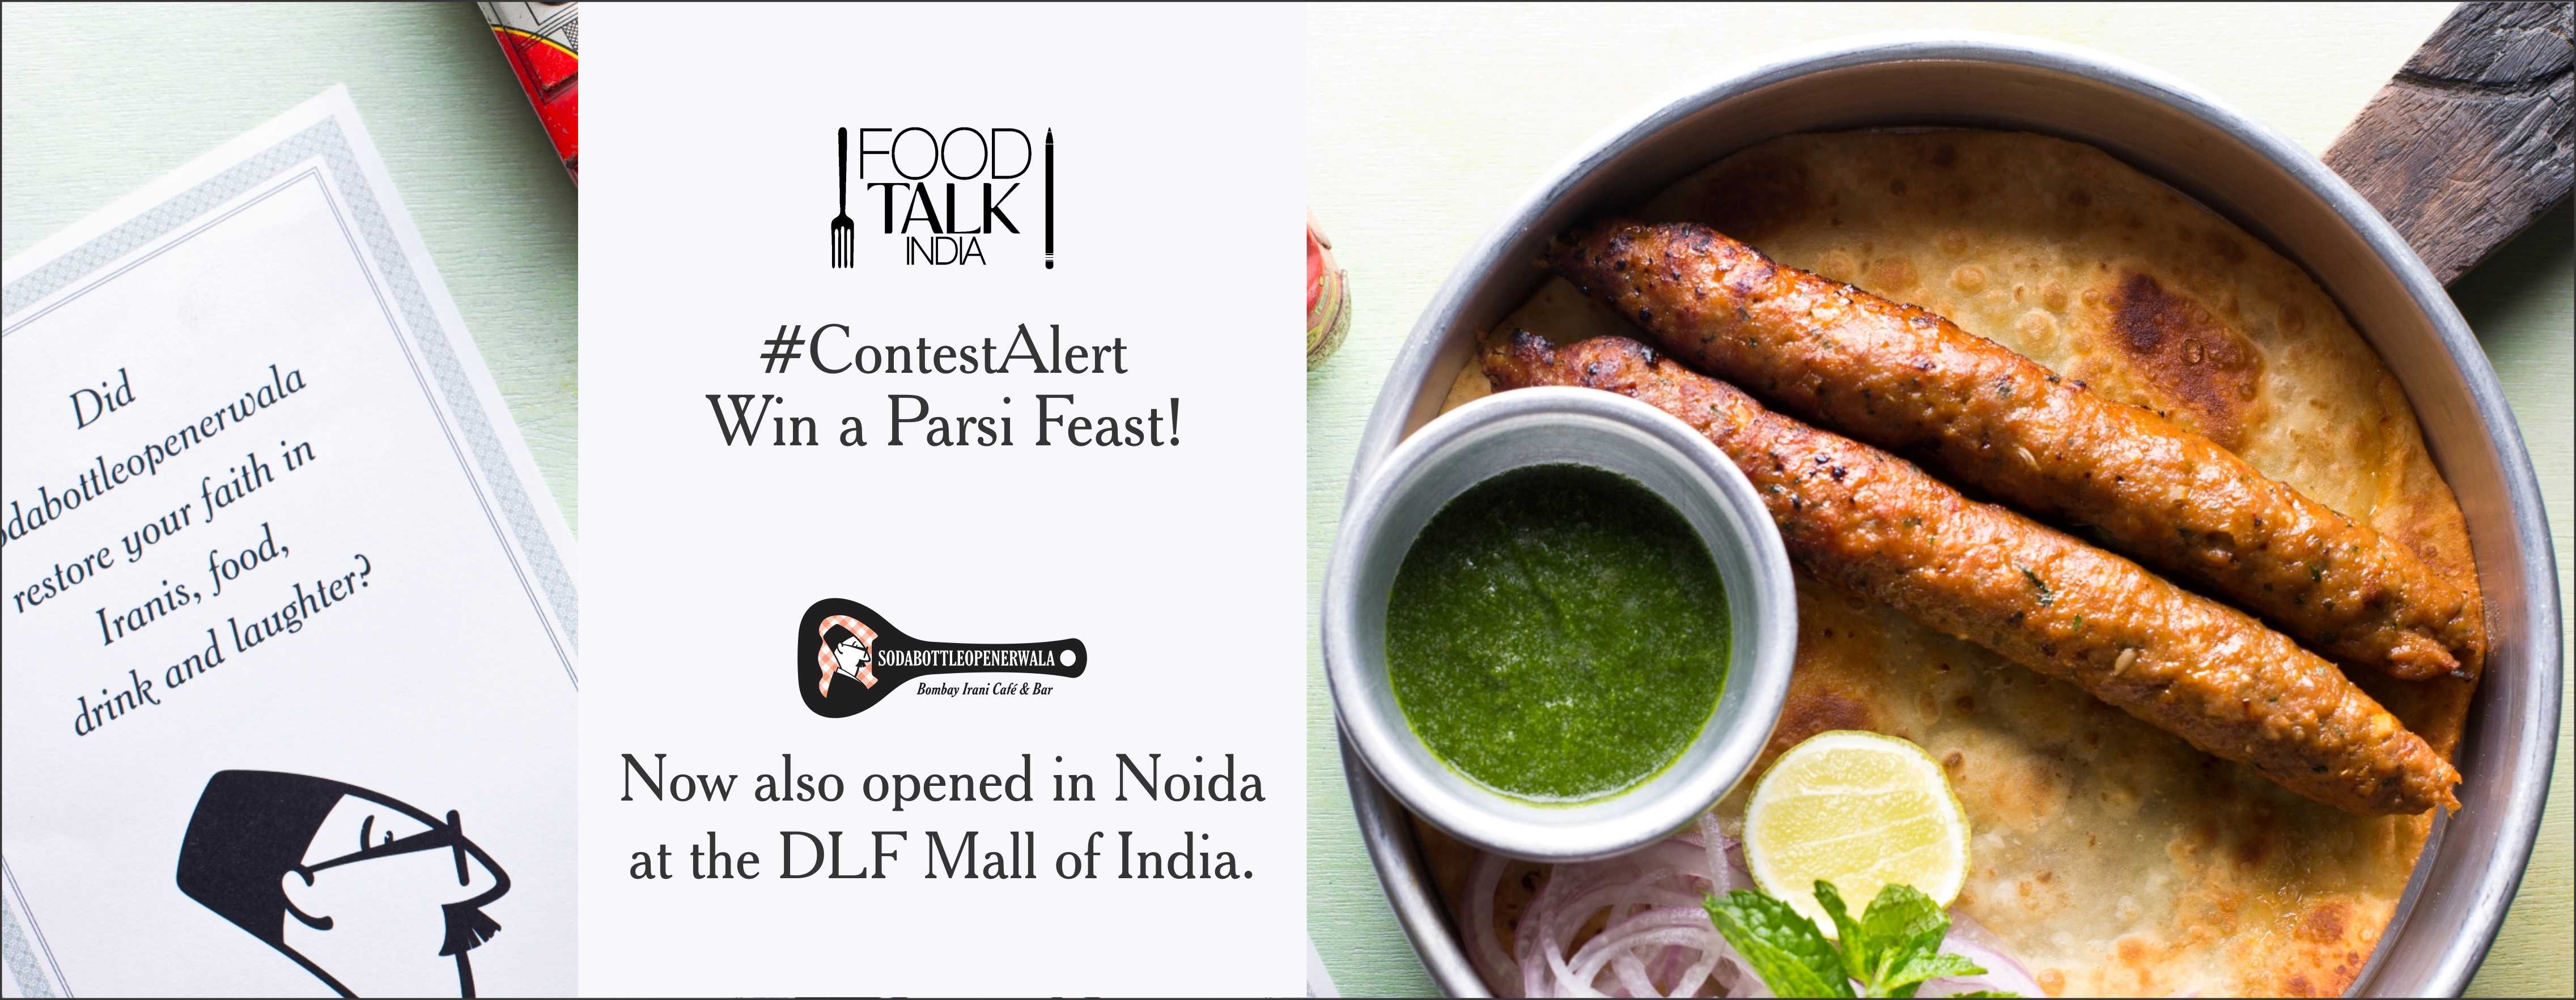 Did
restore your faith in
Iranis, food,
drink and laughter?
FOOD
TALK
INDIA
#ContestAlert
Win a Parsi Feast!
SODABOTTLEOPENERWALA
Bombay Irani Café & Bar
Now also opened in Noida
at the DLF Mall of India.